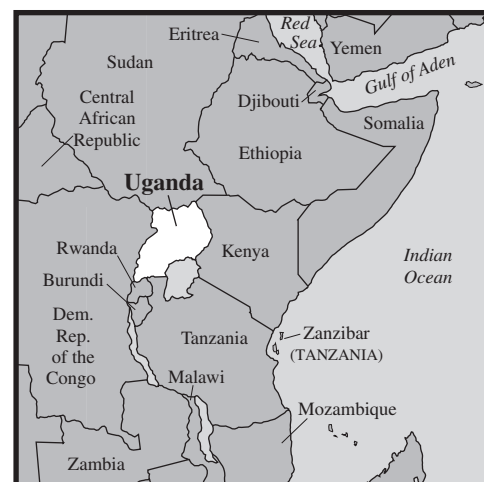 Eritrea
Red
Sea
Yemen
Sudan
Gulf of Aden
Central
African
Republic
Djibouti
Somalia
Ethiopia
Uganda
Rwanda
Kenya
Burundi
Indian
Ocean
Dem.
Rep.
of the
Congo
Tanzania
Zanzibar
(TANZANIA)
Malawi
Mozambique
Zambia